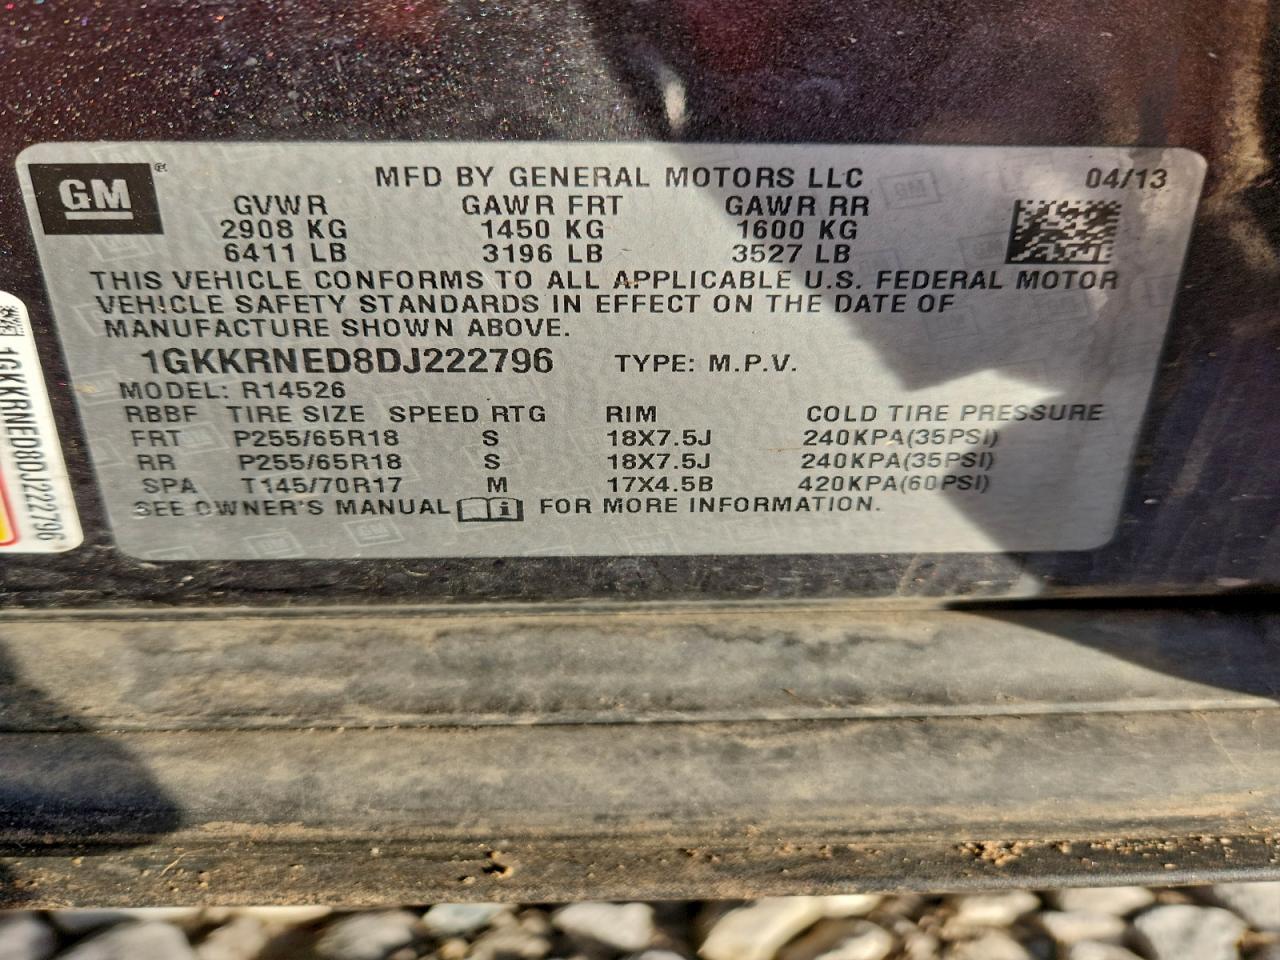 GM
MFD BY GENERAL MOTORS LLC 04/13
GVWR GAWR FRT GAWR RR
2908 KG 1450 KG 1600 KG
6411 LB 3196 LB 3527 LB
THIS VEHICLE CONFORMS TO ALL APPLICABLE U.S. FEDERAL MOTOR
VEHICLE SAFETY STANDARDS IN EFFECT ON THE DATE OF
MANUFACTURE SHOWN ABOVE.
1GKKRNED8DJ222796 TYPE: M.P.V.
MODEL: R14526
RBBF TIRE SIZE SPEED RTG RIM COLD TIRE PRESSURE
FRT P255/65R18 S 18X7.5J 240KPA(35PSI)
RR P255/65R18 S 18X7.5J 240KPA(35PSI)
SPA T145/70R17 M 17X4.5B 420KPA(60PSI)
SEE OWNER'S MANUAL FOR MORE INFORMATION.
1GKKRNED8DJ222796